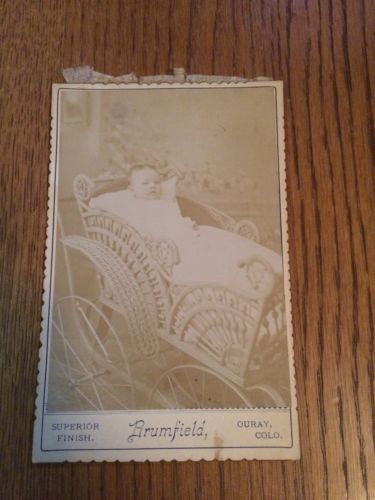 SUPERIOR
FINISH.
Brumfield,
OURAY,
COLO.